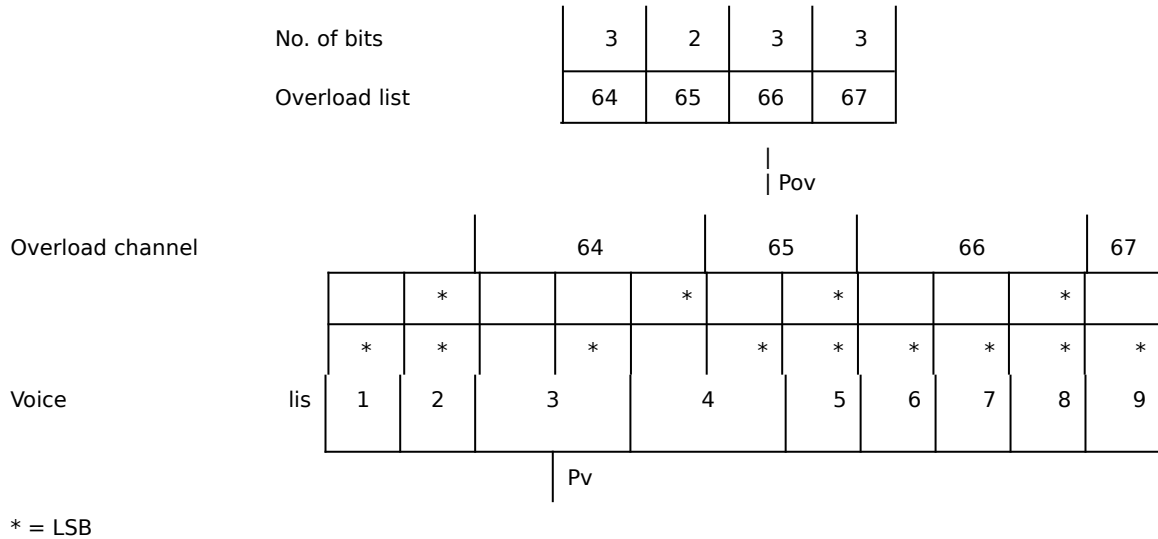 No. of bits 3 2 3 3
Overload list 64 65 66 67
| Pov
Overload channel 64 65 66 67
* * * *
* * * * * * * * *
Voice lis 1 2 3 4 5 6 7 8 9
Pv
* = LSB